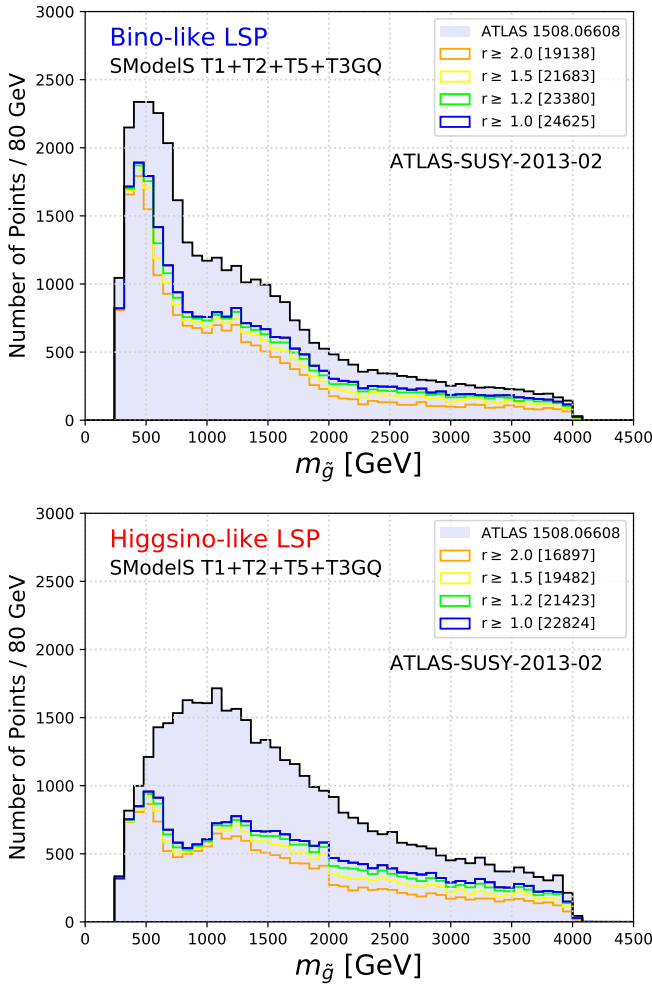 3000
2500
2000
1500
1000
500
0
Number of Points / 80 GeV
Bino-like LSP
SModelS T1+T2+T5+T3GQ
ATLAS 1508.06608
r ≥ 2.0 [19138]
r ≥ 1.5 [21683]
r ≥ 1.2 [23380]
r ≥ 1.0 [24625]
ATLAS-SUSY-2013-02
0 500 1000 1500 2000 2500 3000 3500 4000 4500
m_g̃ [GeV]
3000
2500
2000
1500
1000
500
0
Number of Points / 80 GeV
Higgsino-like LSP
SModelS T1+T2+T5+T3GQ
ATLAS 1508.06608
r ≥ 2.0 [16897]
r ≥ 1.5 [19482]
r ≥ 1.2 [21423]
r ≥ 1.0 [22824]
ATLAS-SUSY-2013-02
0 500 1000 1500 2000 2500 3000 3500 4000 4500
m_g̃ [GeV]